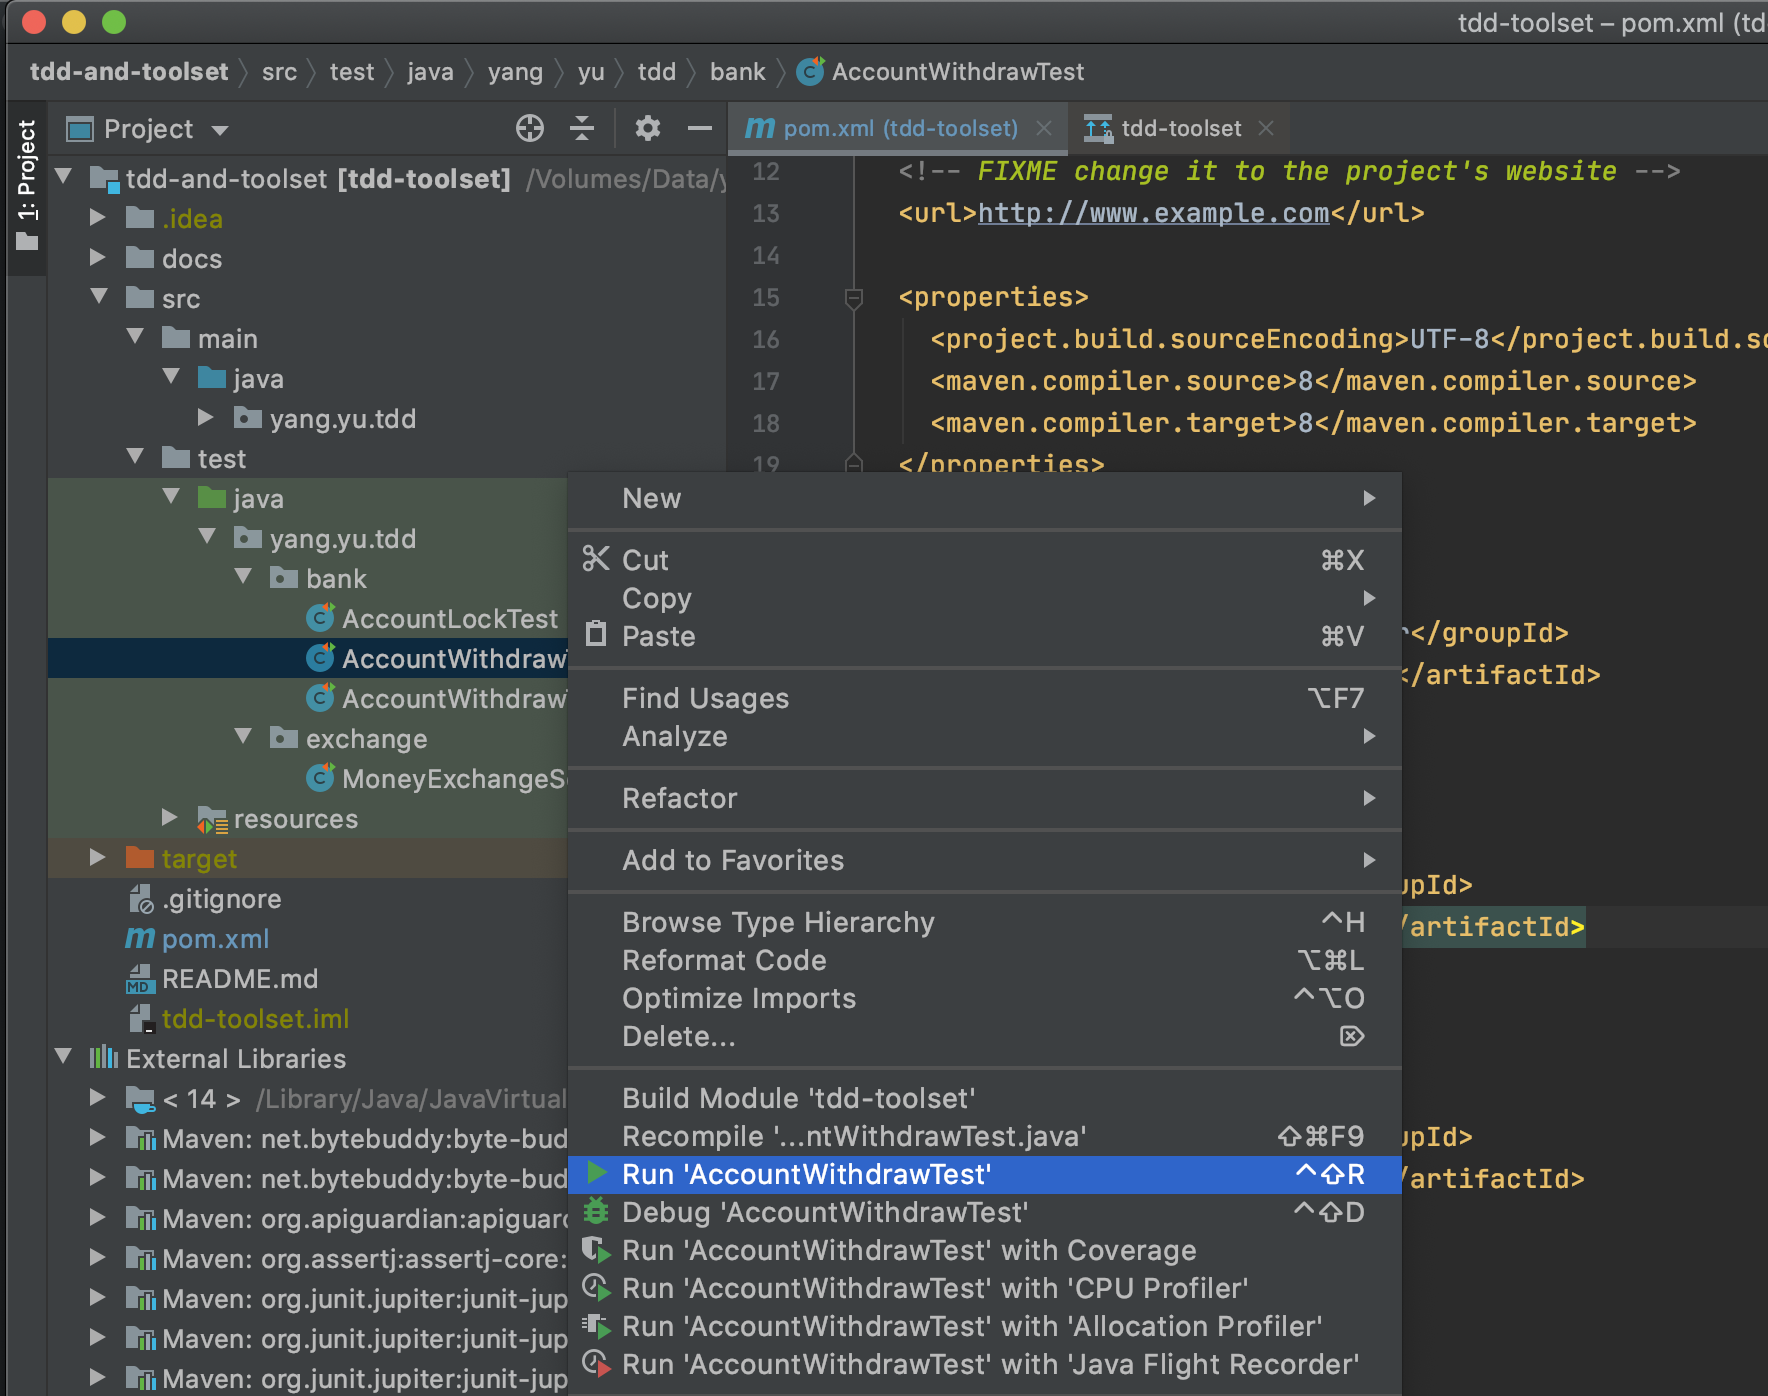 tdd-toolset – pom.xml (td
tdd-and-toolset src test java yang yu tdd bank AccountWithdrawTest
1: Project
Project
pom.xml (tdd-toolset)
tdd-toolset
tdd-and-toolset [tdd-toolset] /Volumes/Data/y
.idea
docs
src
main
java
yang.yu.tdd
test
java
yang.yu.tdd
bank
AccountLockTest
AccountWithdraw
AccountWithdraw
exchange
MoneyExchangeS
resources
target
.gitignore
pom.xml
README.md
tdd-toolset.iml
External Libraries
< 14 > /Library/Java/JavaVirtual
Maven: net.bytebuddy:byte-bud
Maven: net.bytebuddy:byte-bud
Maven: org.apiguardian:apiguard
Maven: org.assertj:assertj-core:
Maven: org.junit.jupiter:junit-jup
Maven: org.junit.jupiter:junit-jup
Maven: org.junit.jupiter:junit-jup
12 <!-- FIXME change it to the project's website -->
13 <url>http://www.example.com</url>
14
15 <properties>
16 <project.build.sourceEncoding>UTF-8</project.build.so
17 <maven.compiler.source>8</maven.compiler.source>
18 <maven.compiler.target>8</maven.compiler.target>
19 </properties>
r</groupId>
</artifactId>
upId>
/artifactId>
upId>
/artifactId>
New
Cut ⌘X
Copy
Paste ⌘V
Find Usages ⌥F7
Analyze
Refactor
Add to Favorites
Browse Type Hierarchy ^H
Reformat Code ⌥⌘L
Optimize Imports ^⌥O
Delete... ⌦
Build Module 'tdd-toolset'
Recompile '...ntWithdrawTest.java' ⇧⌘F9
Run 'AccountWithdrawTest' ^⇧R
Debug 'AccountWithdrawTest' ^⇧D
Run 'AccountWithdrawTest' with Coverage
Run 'AccountWithdrawTest' with 'CPU Profiler'
Run 'AccountWithdrawTest' with 'Allocation Profiler'
Run 'AccountWithdrawTest' with 'Java Flight Recorder'